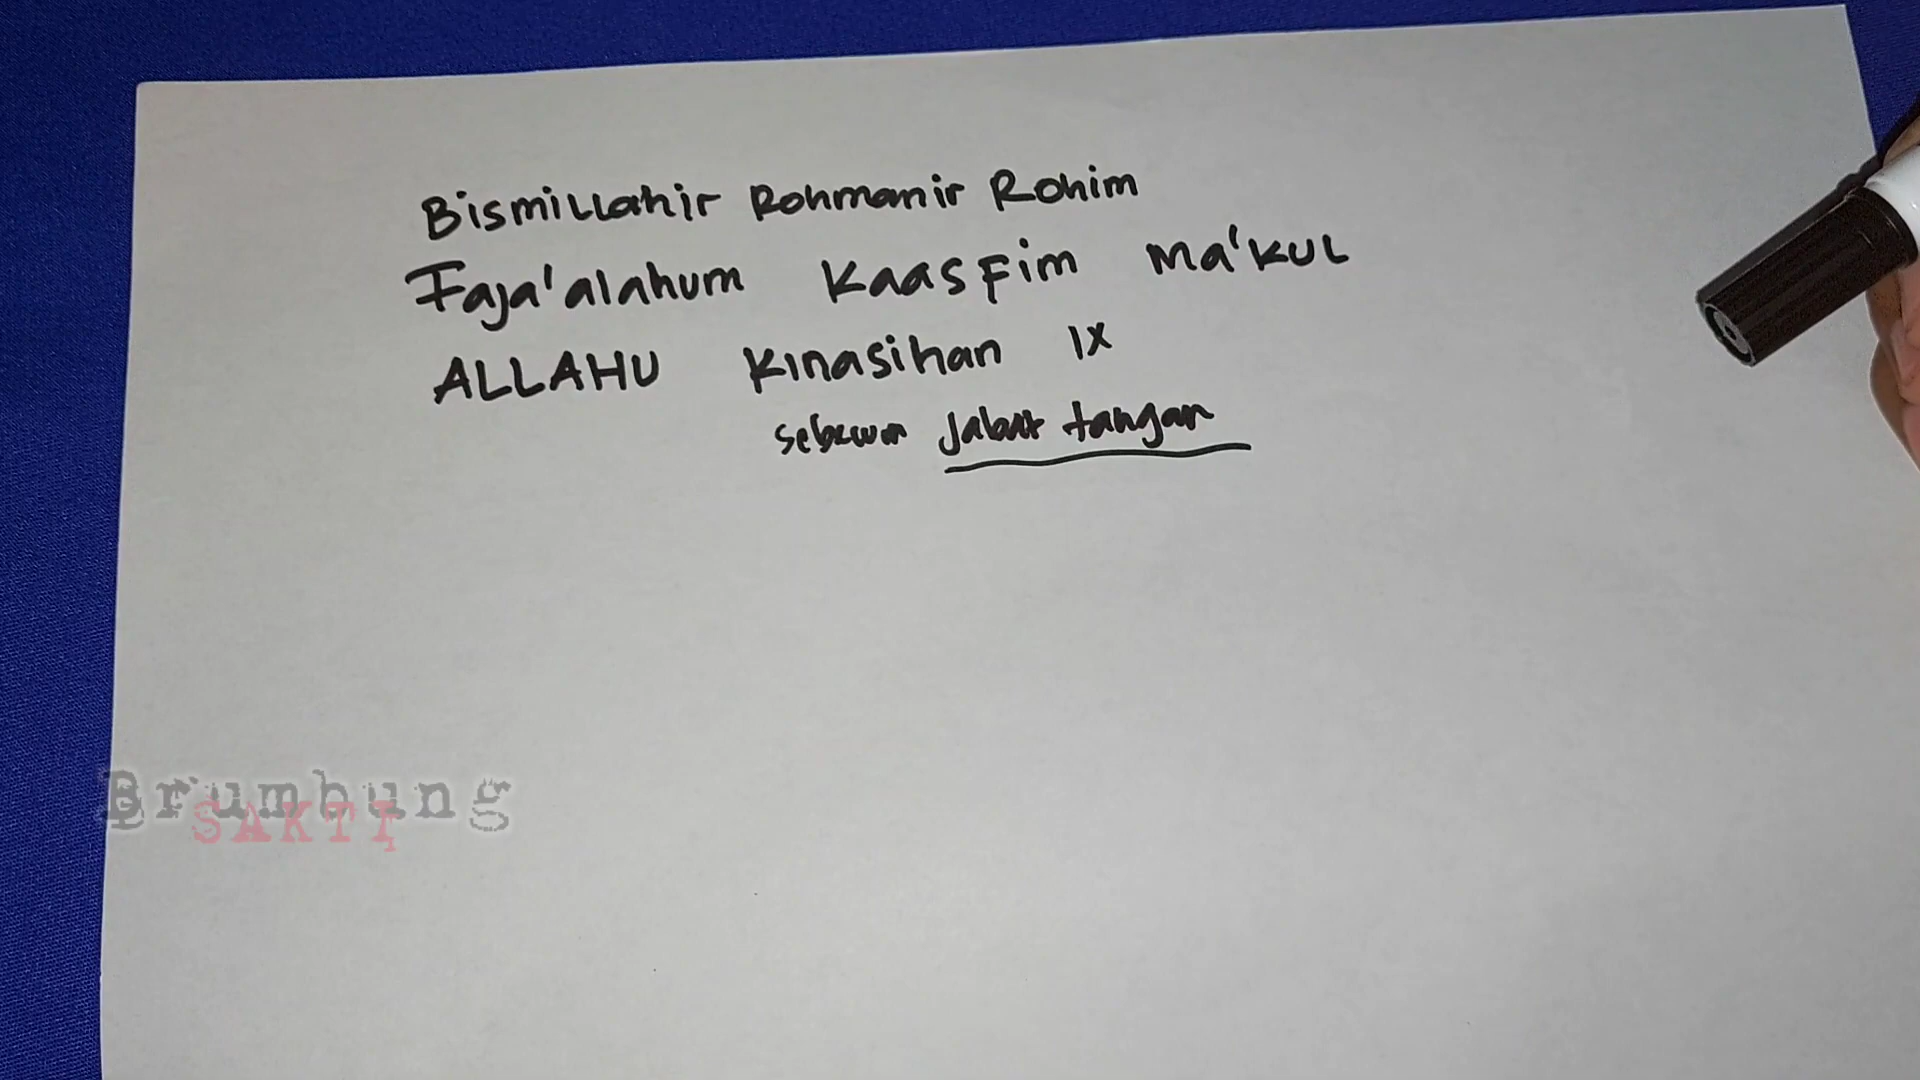 Bismillahir Rohmanir Rohim
Faja'alahum Kaasfim Ma'kul
ALLAHU Kinasihan 1X
sebelum Jabat tangan
Brumbung
SAKTI